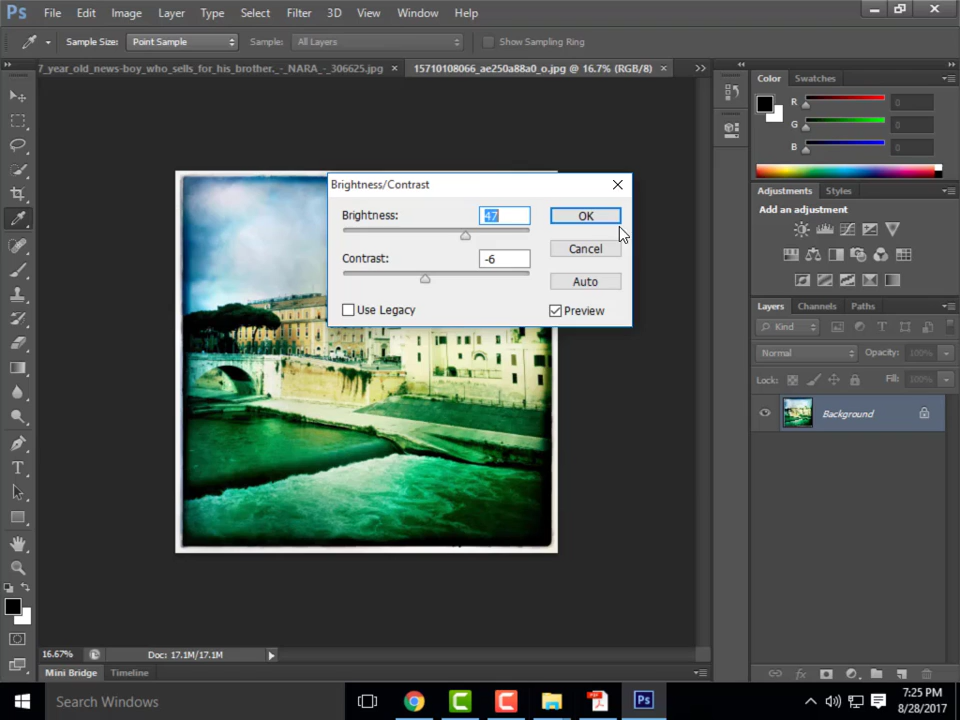 Ps File Edit Image Layer Type Select Filter 3D View Window Help
Sample Size: Point Sample Sample: All Layers Show Sampling Ring
7_year_old_news-boy_who_sells_for_his_brother._-_NARA_-_306625.jpg × 15710108066_ae250a88a0_o.jpg @ 16.7% (RGB/8) ×
Color Swatches
R 0
G 0
B 0
Brightness/Contrast
Brightness: 47 OK
Cancel
Contrast: -6
Auto
Use Legacy Preview
Adjustments Styles
Add an adjustment
Layers Channels Paths
Kind
Normal Opacity: 100%
Lock: Fill: 100%
Background
16.67% Doc: 17.1M/17.1M
Mini Bridge Timeline
Search Windows
Ps
7:25 PM
8/28/2017